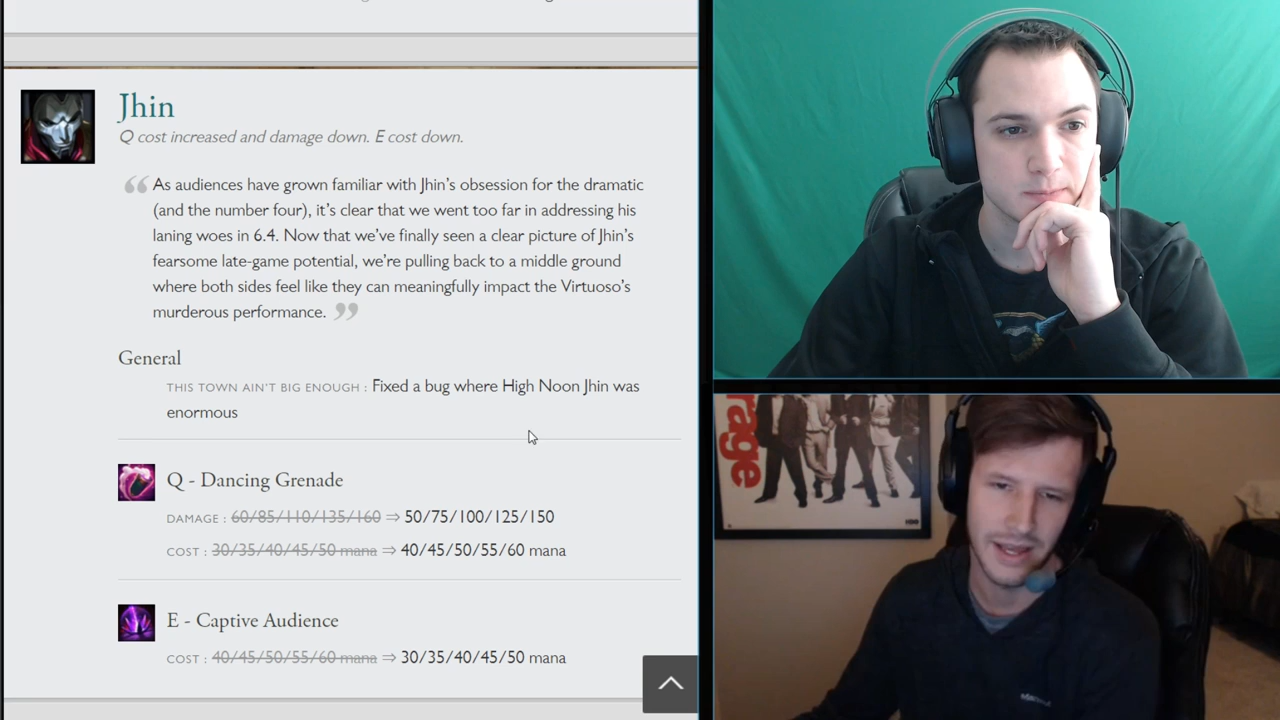 Jhin
Q cost increased and damage down. E cost down.
“ As audiences have grown familiar with Jhin’s obsession for the dramatic
(and the number four), it’s clear that we went too far in addressing his
laning woes in 6.4. Now that we’ve finally seen a clear picture of Jhin’s
fearsome late-game potential, we’re pulling back to a middle ground
where both sides feel like they can meaningfully impact the Virtuoso’s
murderous performance. ”
General
THIS TOWN AIN’T BIG ENOUGH : Fixed a bug where High Noon Jhin was
enormous
Q - Dancing Grenade
DAMAGE : 60/85/110/135/160 ⇒ 50/75/100/125/150
COST : 30/35/40/45/50 mana ⇒ 40/45/50/55/60 mana
E - Captive Audience
COST : 40/45/50/55/60 mana ⇒ 30/35/40/45/50 mana
rage
HBO